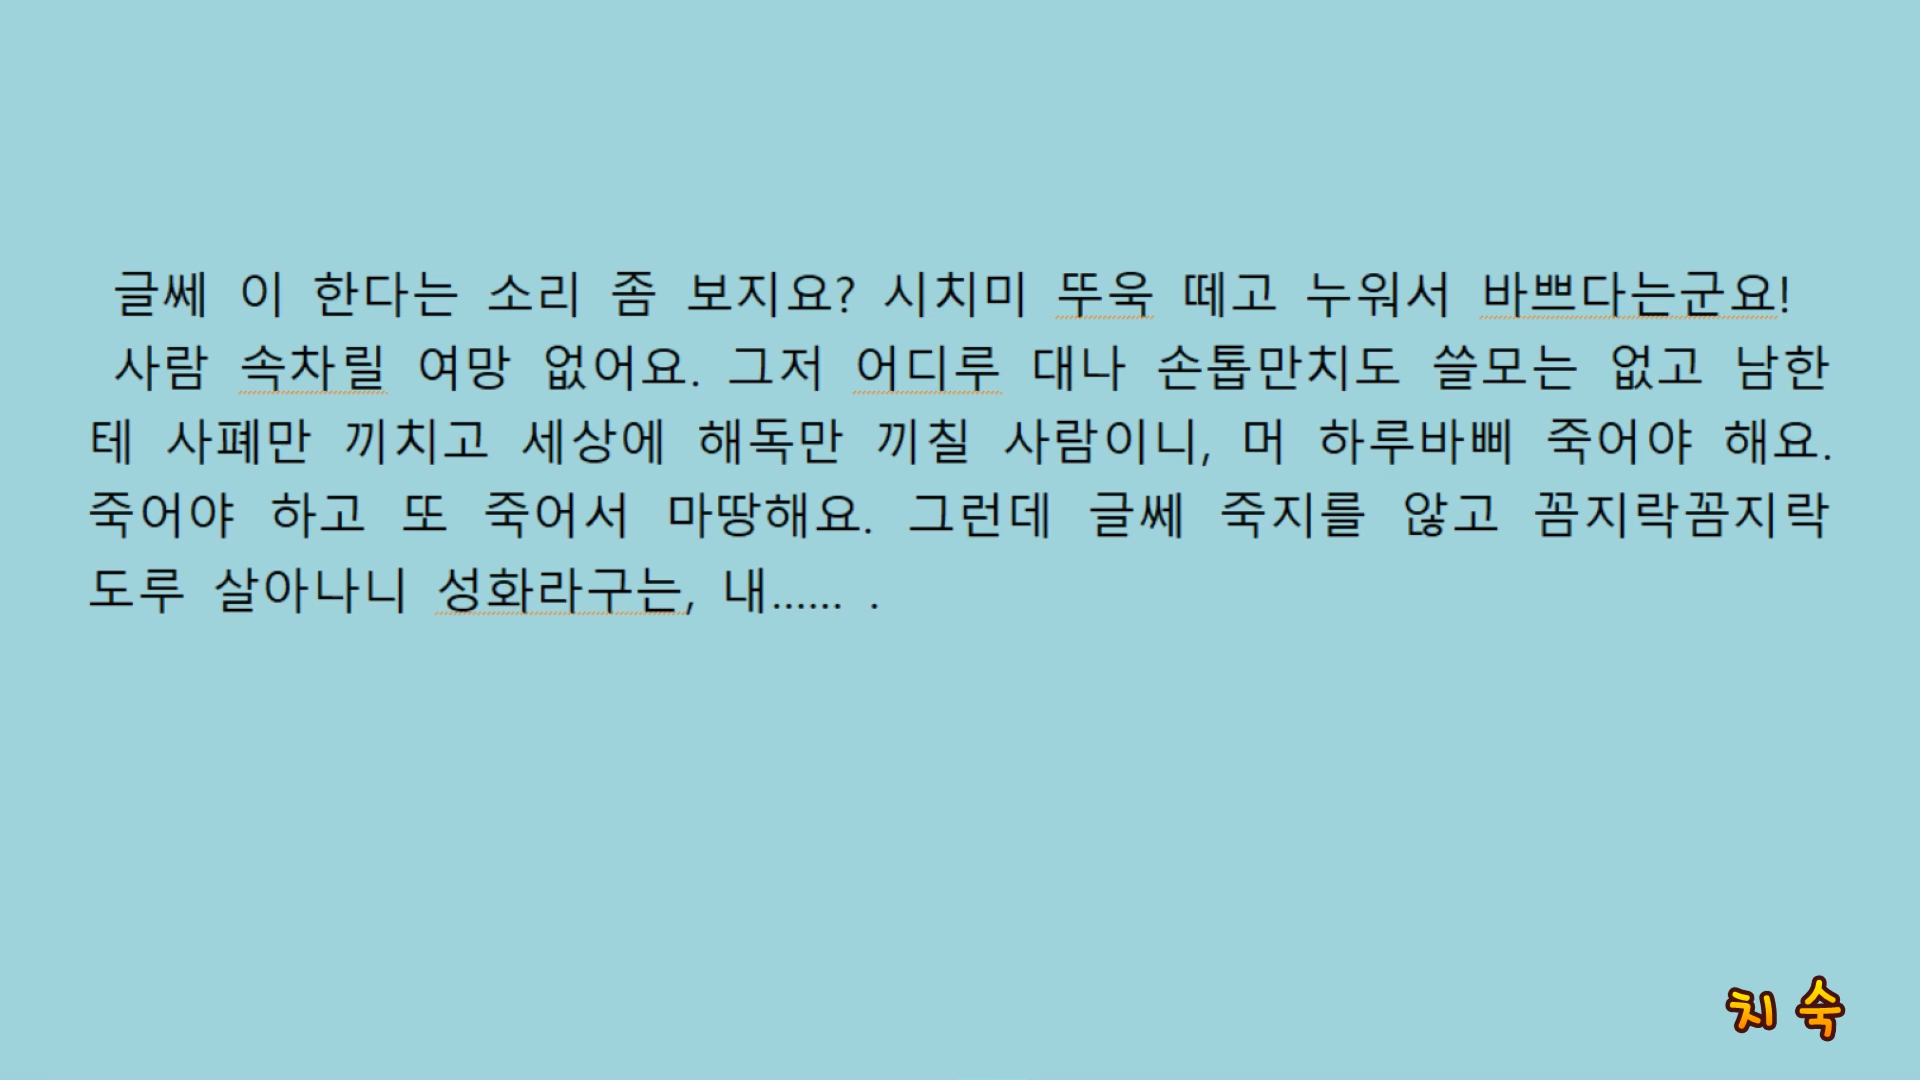 글쎄 이 한다는 소리 좀 보지요? 시치미 뚜욱 떼고 누워서 바쁘다는군요!
사람 속차릴 여망 없어요. 그저 어디루 대나 손톱만치도 쓸모는 없고 남한
테 사폐만 끼치고 세상에 해독만 끼칠 사람이니, 머 하루바삐 죽어야 해요.
죽어야 하고 또 죽어서 마땅해요. 그런데 글쎄 죽지를 않고 꼼지락꼼지락
도루 살아나니 성화라구는, 내...... .
치 숙